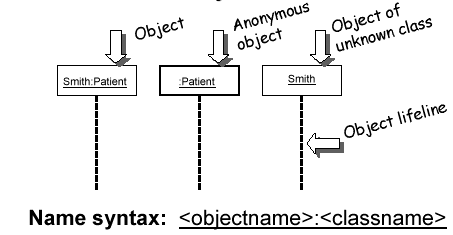 Object
Anonymous
object
Object of
unknown class
Smith:Patient
:Patient
Smith
Object lifeline
Name syntax: <objectname>:<classname>